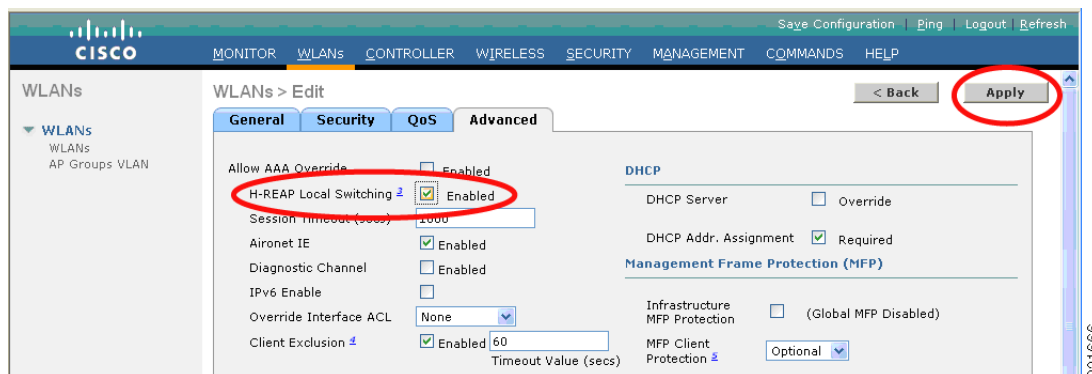 Save Configuration | Ping | Logout | Refresh
CISCO
MONITOR WLANs CONTROLLER WIRELESS SECURITY MANAGEMENT COMMANDS HELP
WLANs
WLANs
WLANs
AP Groups VLAN
WLANs > Edit
< Back
Apply
General Security QoS Advanced
Allow AAA Override Enabled
H-REAP Local Switching 3 Enabled
Session Timeout (secs)
Aironet IE Enabled
Diagnostic Channel Enabled
IPv6 Enable
Override Interface ACL None
Client Exclusion 4 Enabled 60
Timeout Value (secs)
DHCP
DHCP Server Override
DHCP Addr. Assignment Required
Management Frame Protection (MFP)
Infrastructure MFP Protection (Global MFP Disabled)
MFP Client Protection 5 Optional